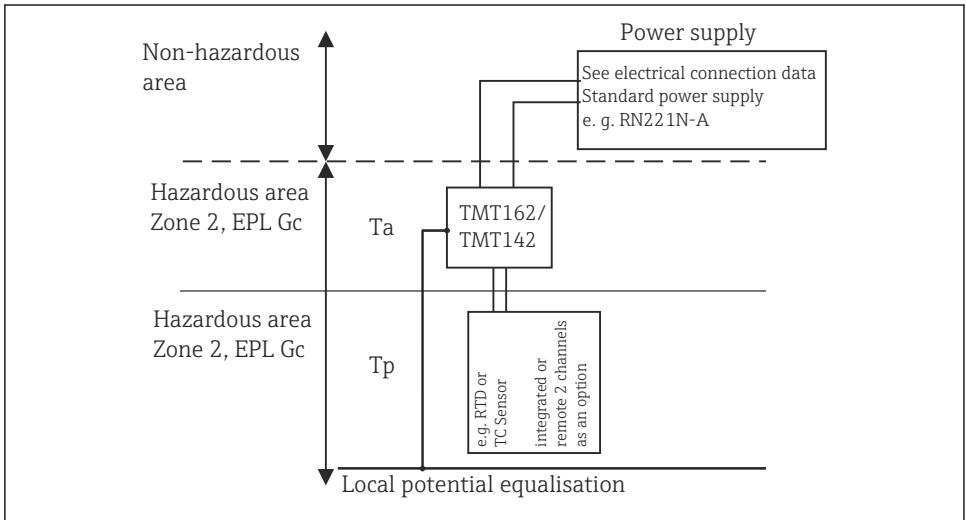 Power supply
Non-hazardous
area
See electrical connection data
Standard power supply
e. g. RN221N-A
Hazardous area
Zone 2, EPL Gc
Ta
TMT162/
TMT142
Hazardous area
Zone 2, EPL Gc
Tp
e.g. RTD or
TC Sensor
integrated or
remote 2 channels
as an option
Local potential equalisation